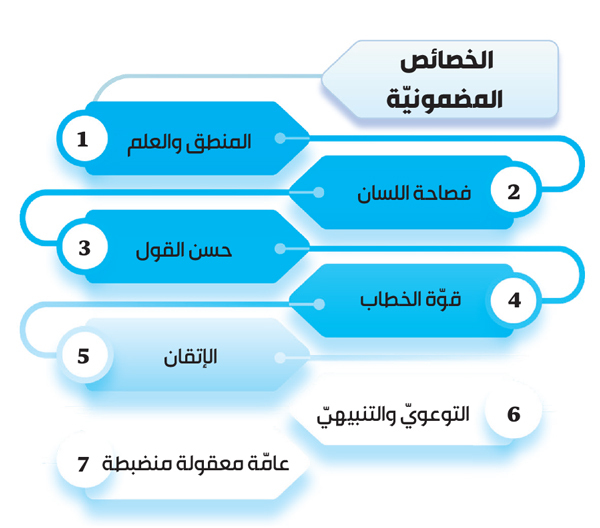 الخصائص
المضمونيّة
1 المنطق والعلم
2 فصاحة اللسان
3 حسن القول
4 قوّة الخطاب
5 الإتقان
6 التوعويّ والتنبيهيّ
7 عامّة معقولة منضبطة